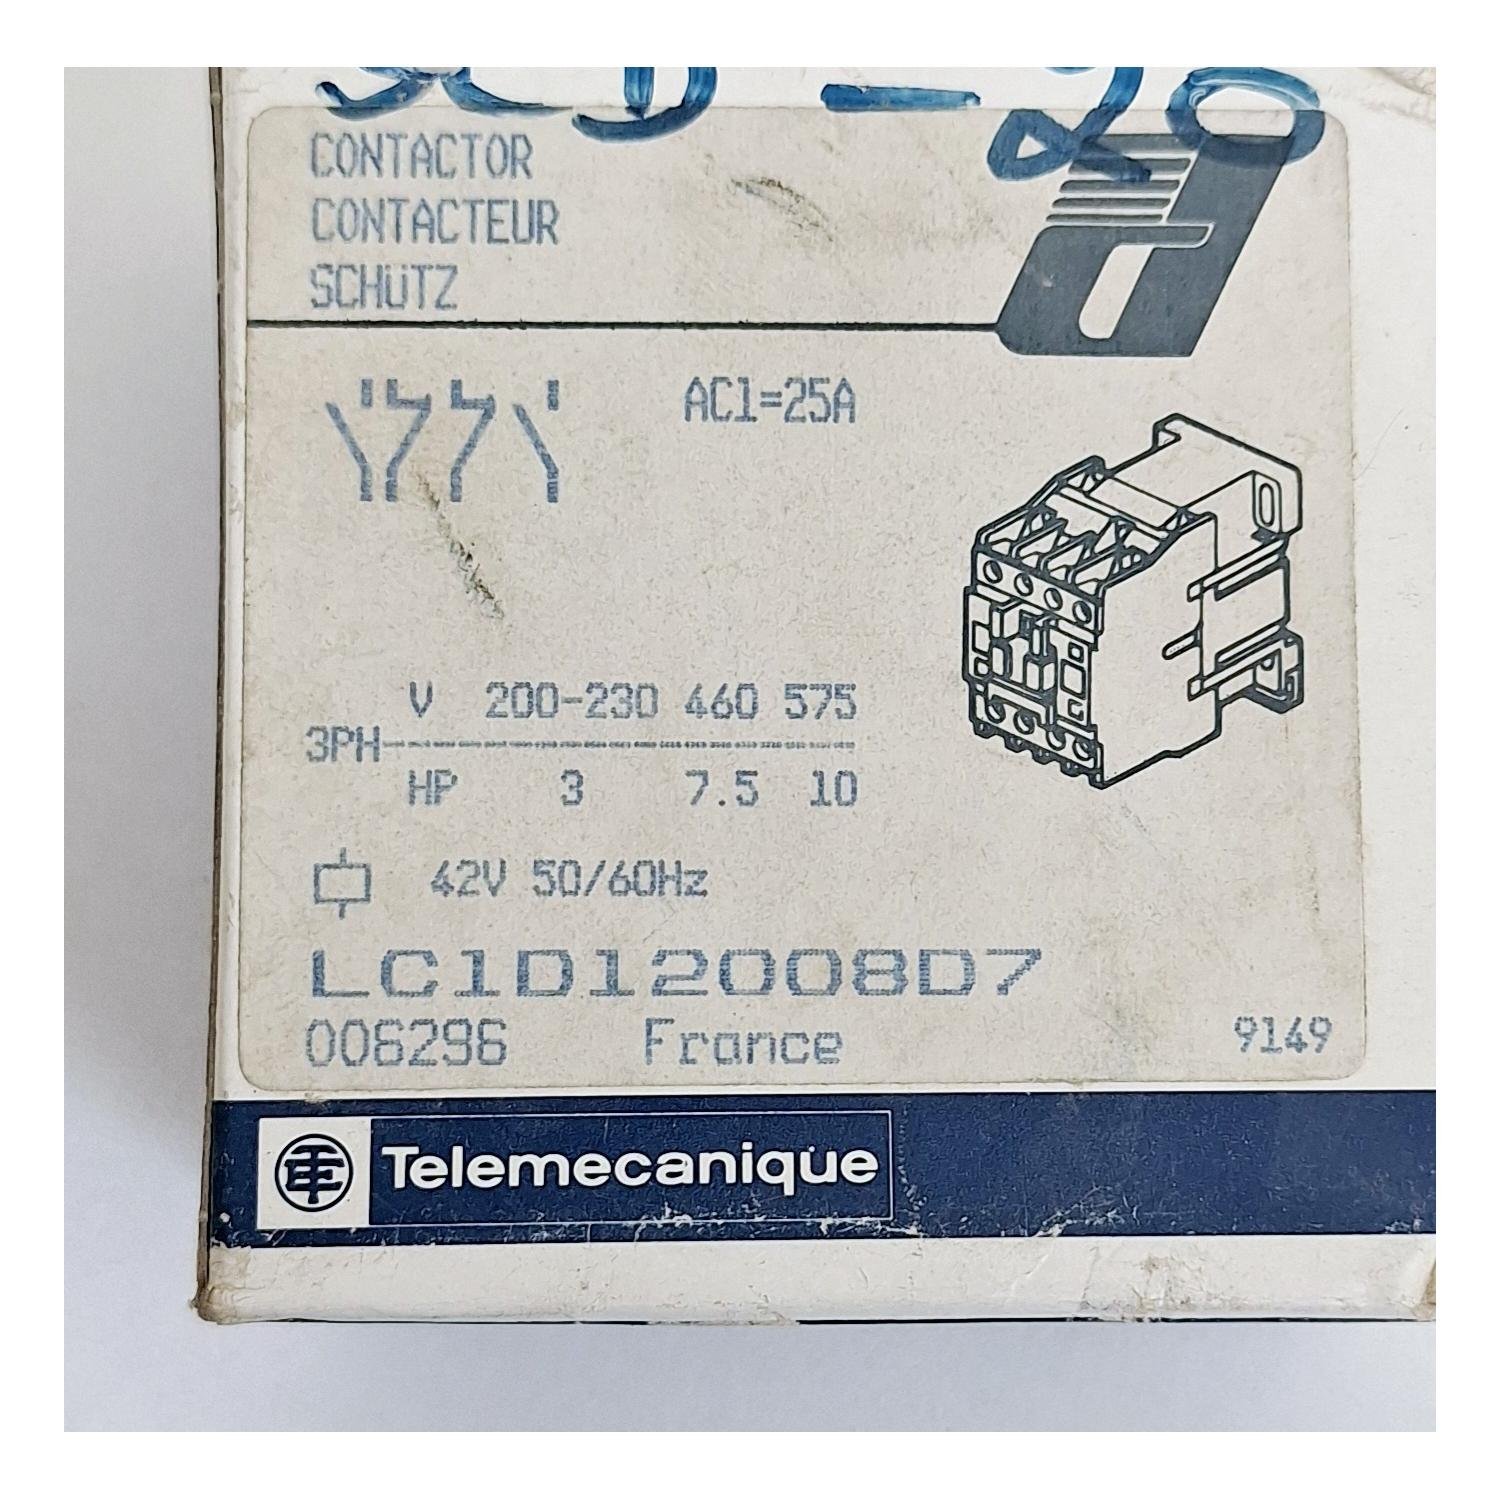 CONTACTOR
CONTACTEUR
SCHÜTZ
AC1=25A
V 200-230 460 575
3PH
HP 3 7.5 10
42V 50/60Hz
LC1D12008D7
006296 France 9149
Telemecanique